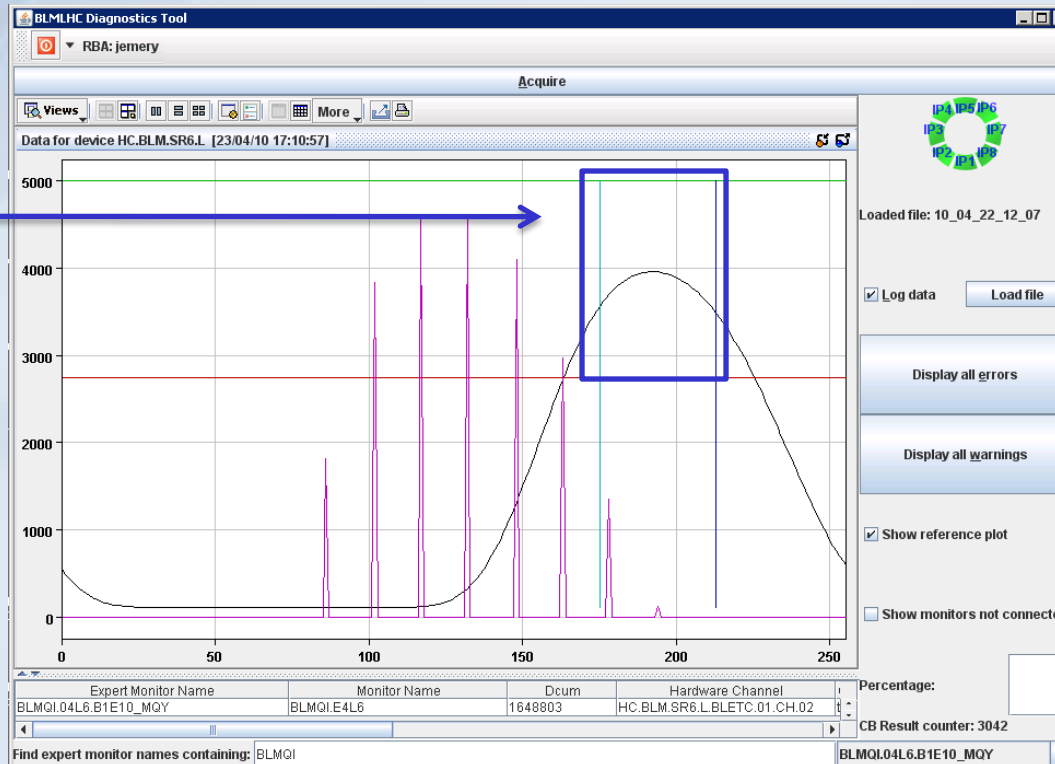 BLMLHC Diagnostics Tool
RBA: jemery
Acquire
Views
More
Data for device HC.BLM.SR6.L [23/04/10 17:10:57]
5000
4000
3000
2000
1000
0
0 50 100 150 200 250
IP4 IP5 IP6
IP3 IP7
IP2 IP1 IP8
Loaded file: 10_04_22_12_07
Log data Load file
Display all errors
Display all warnings
Show reference plot
Show monitors not connecte
Percentage:
CB Result counter: 3042
Expert Monitor Name Monitor Name Dcum Hardware Channel
BLMQI.04L6.B1E10_MQY BLMQI.E4L6 1648803 HC.BLM.SR6.L.BLETC.01.CH.02 t
Find expert monitor names containing: BLMQI BLMQI.04L6.B1E10_MQY